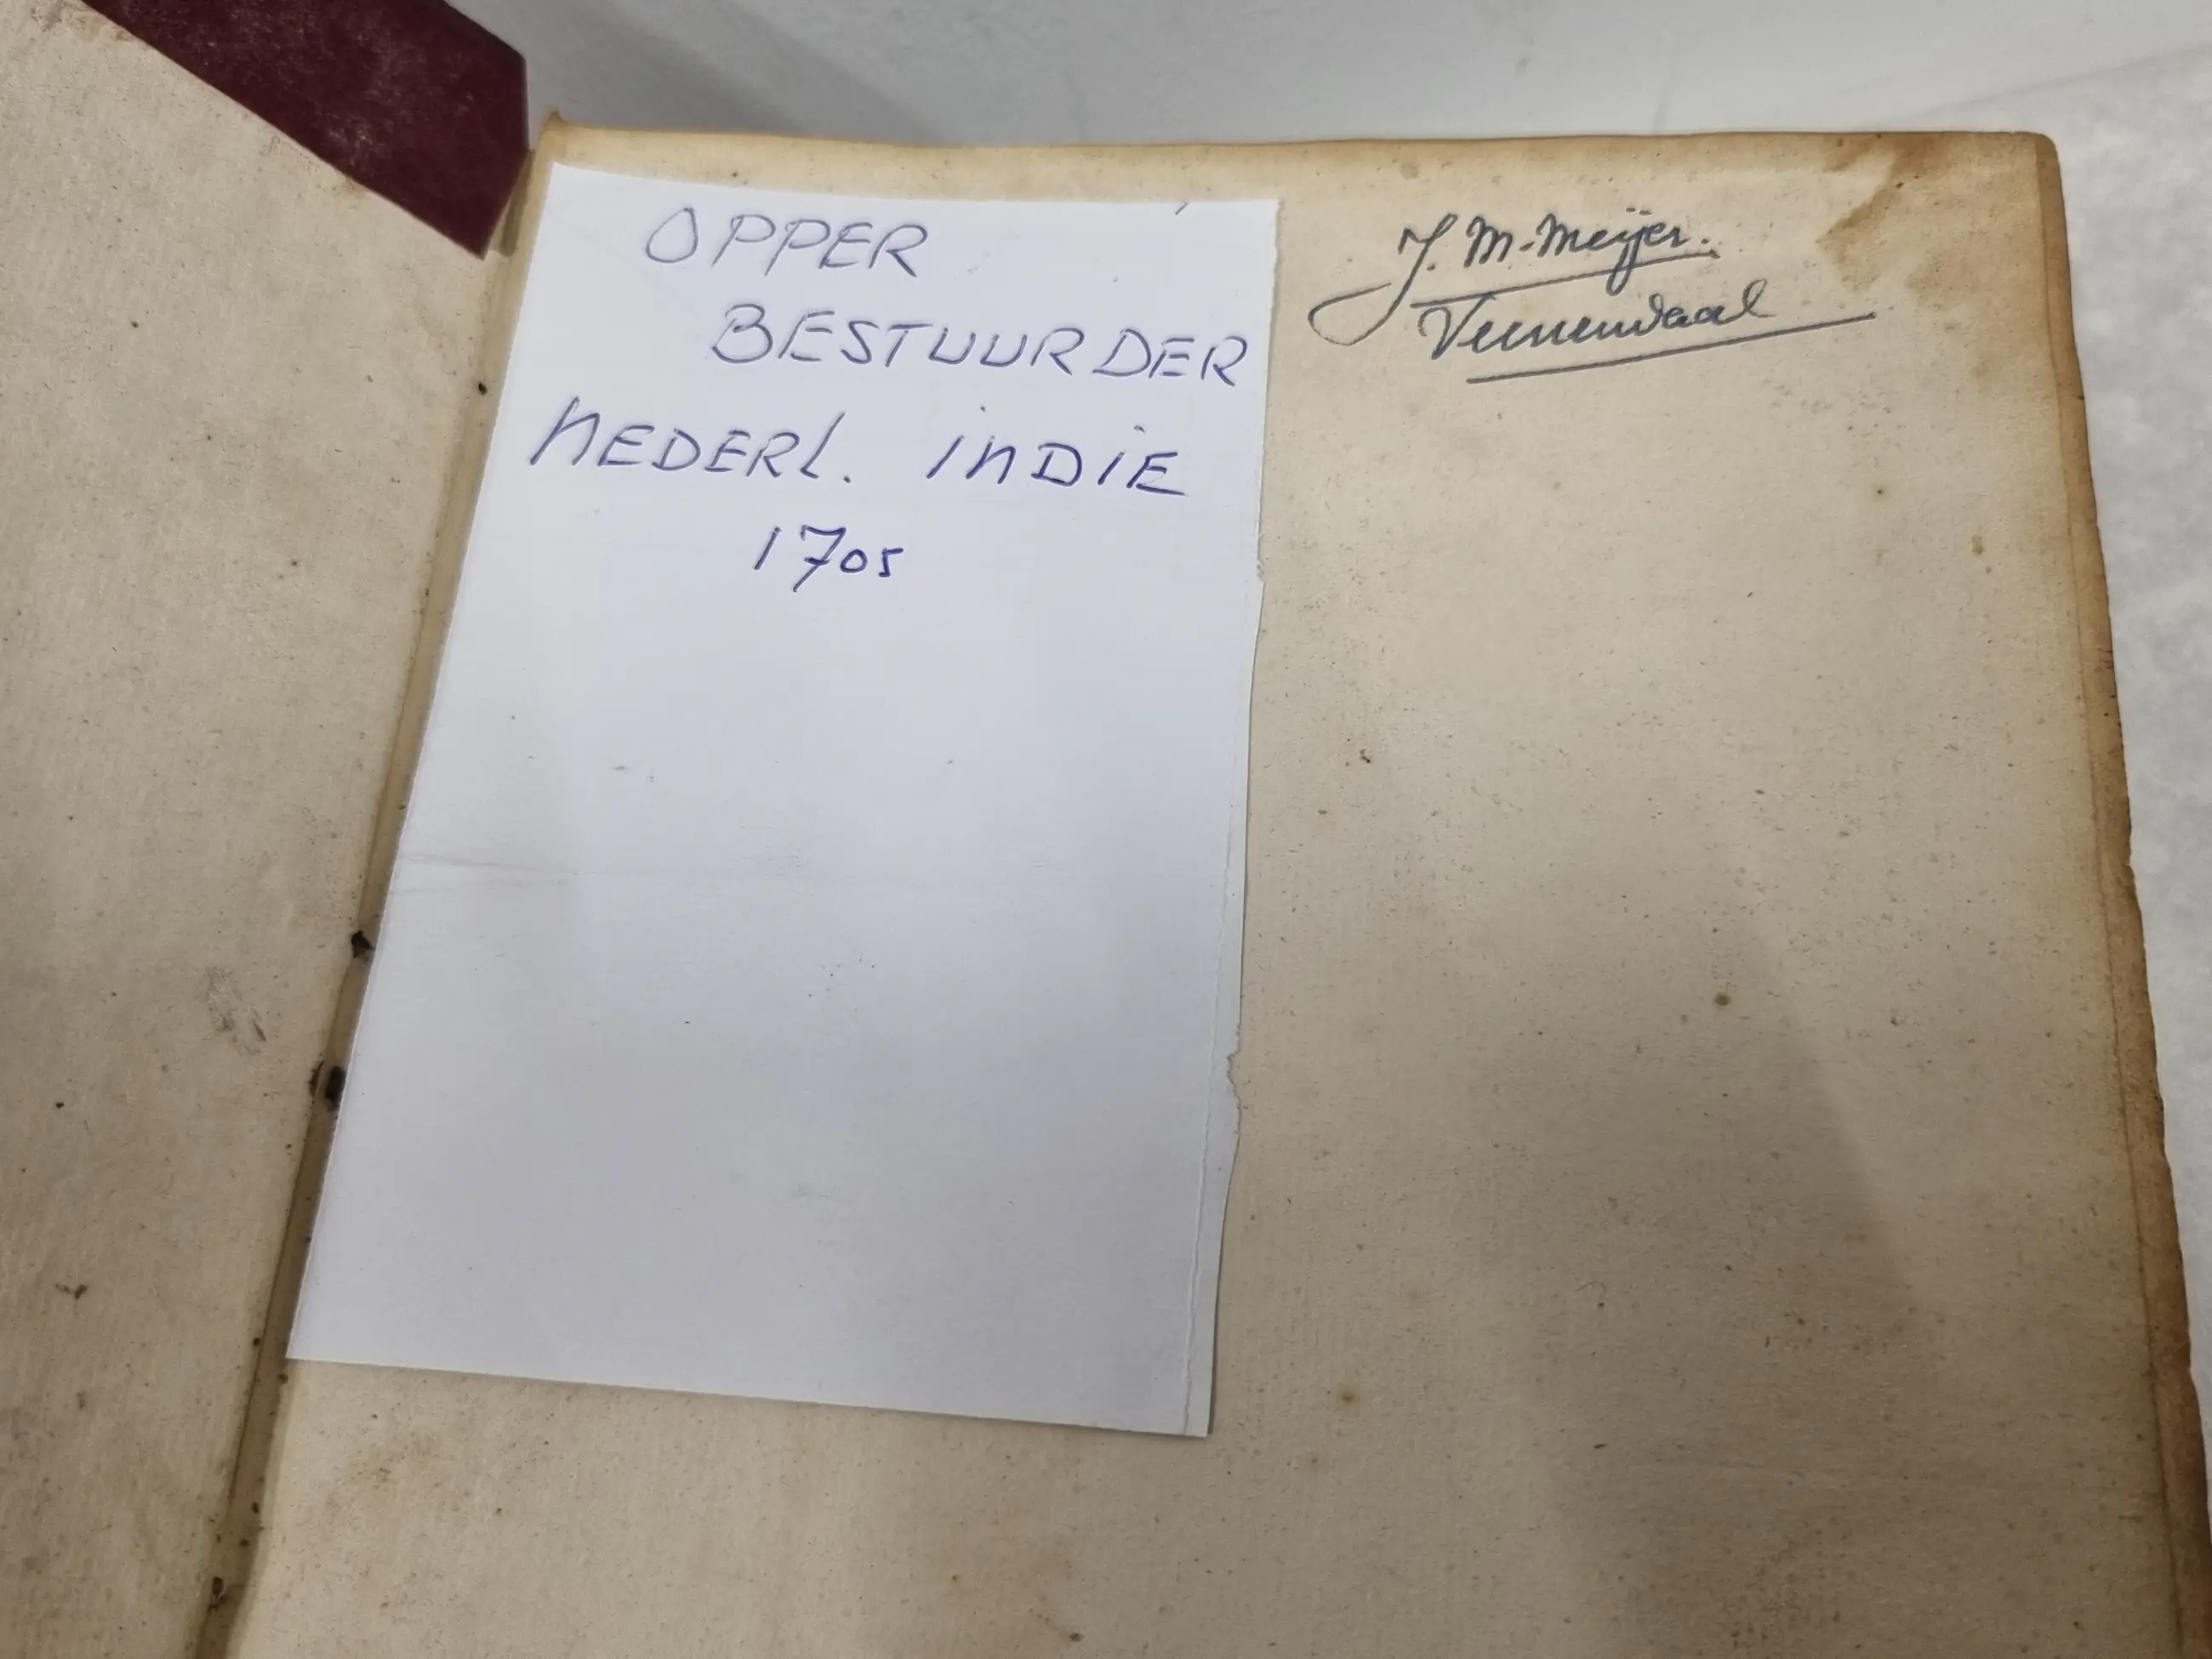 OPPER
BESTUURDER
NEDERL. INDIE
1705
J. M. Meijer.
Veenendaal